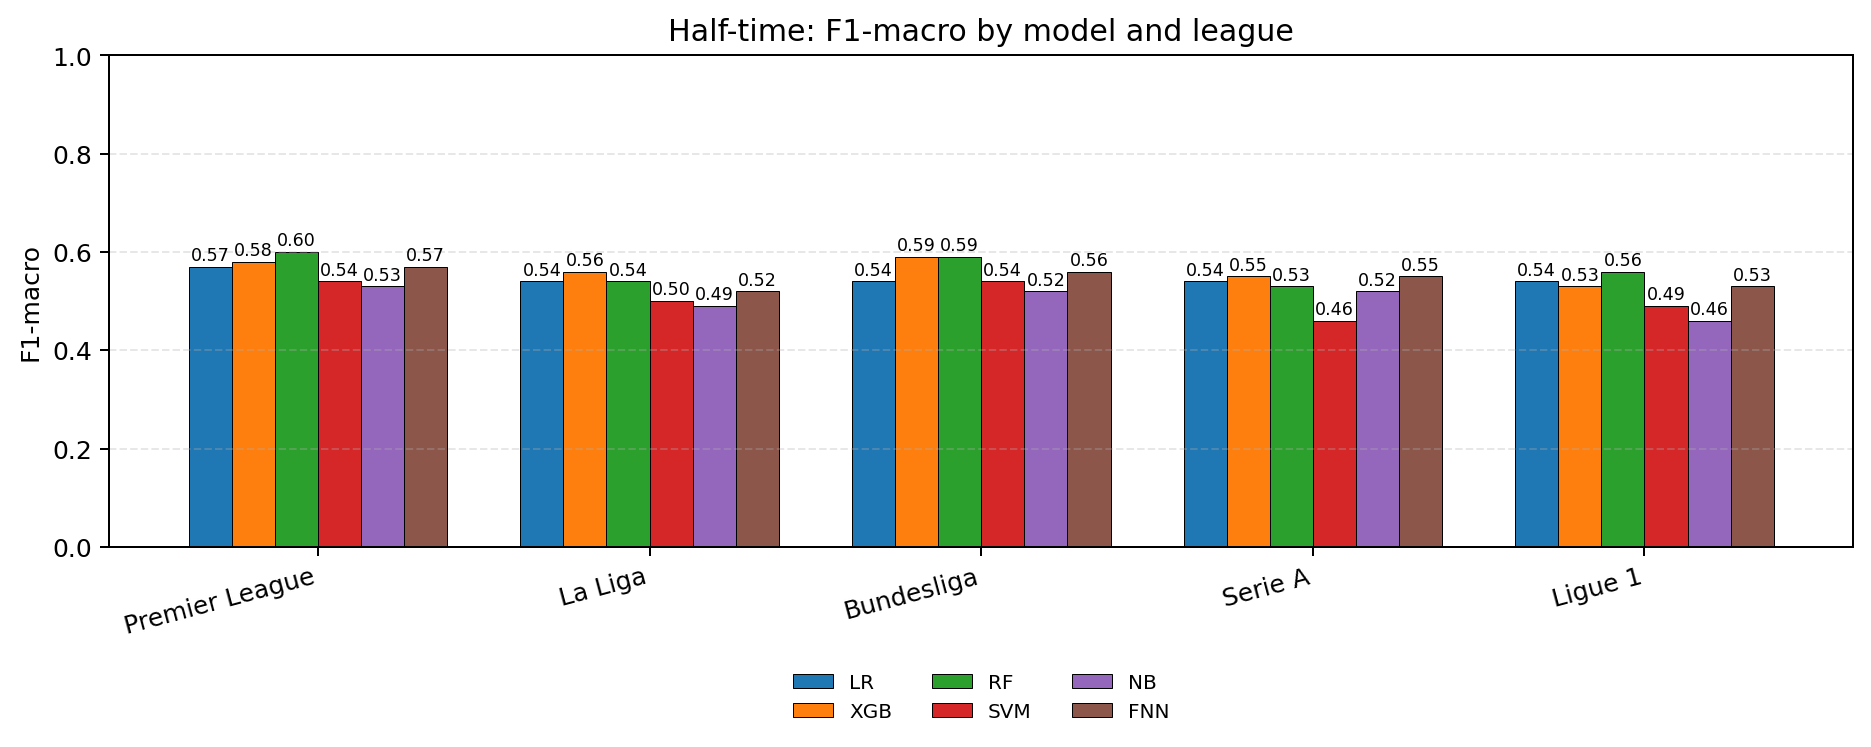 Half-time: F1-macro by model and league
F1-macro
1.0
0.8
0.6
0.4
0.2
0.0
0.57 0.58 0.60 0.54 0.53 0.57
0.54 0.56 0.54 0.50 0.49 0.52
0.54 0.59 0.59 0.54 0.52 0.56
0.54 0.55 0.53 0.46 0.52 0.55
0.54 0.53 0.56 0.49 0.46 0.53
Premier League
La Liga
Bundesliga
Serie A
Ligue 1
LR RF NB
XGB SVM FNN